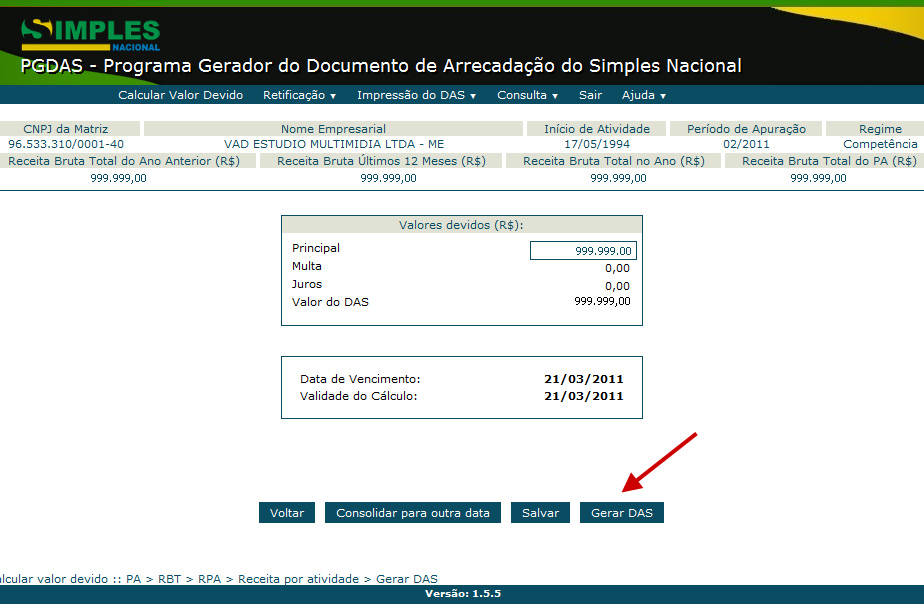 SIMPLES
NACIONAL
PGDAS - Programa Gerador do Documento de Arrecadação do Simples Nacional
Calcular Valor Devido Retificação Impressão do DAS Consulta Sair Ajuda
CNPJ da Matriz Nome Empresarial Início de Atividade Período de Apuração Regime
96.533.310/0001-40 VAD ESTUDIO MULTIMIDIA LTDA - ME 17/05/1994 02/2011 Competência
Receita Bruta Total do Ano Anterior (R$) Receita Bruta Últimos 12 Meses (R$) Receita Bruta Total no Ano (R$) Receita Bruta Total do PA (R$)
999.999,00 999.999,00 999.999,00 999.999,00
Valores devidos (R$):
Principal 999.999.00
Multa 0,00
Juros 0,00
Valor do DAS 999.999,00
Data de Vencimento: 21/03/2011
Validade do Cálculo: 21/03/2011
Voltar Consolidar para outra data Salvar Gerar DAS
alcular valor devido :: PA > RBT > RPA > Receita por atividade > Gerar DAS
Versão: 1.5.5